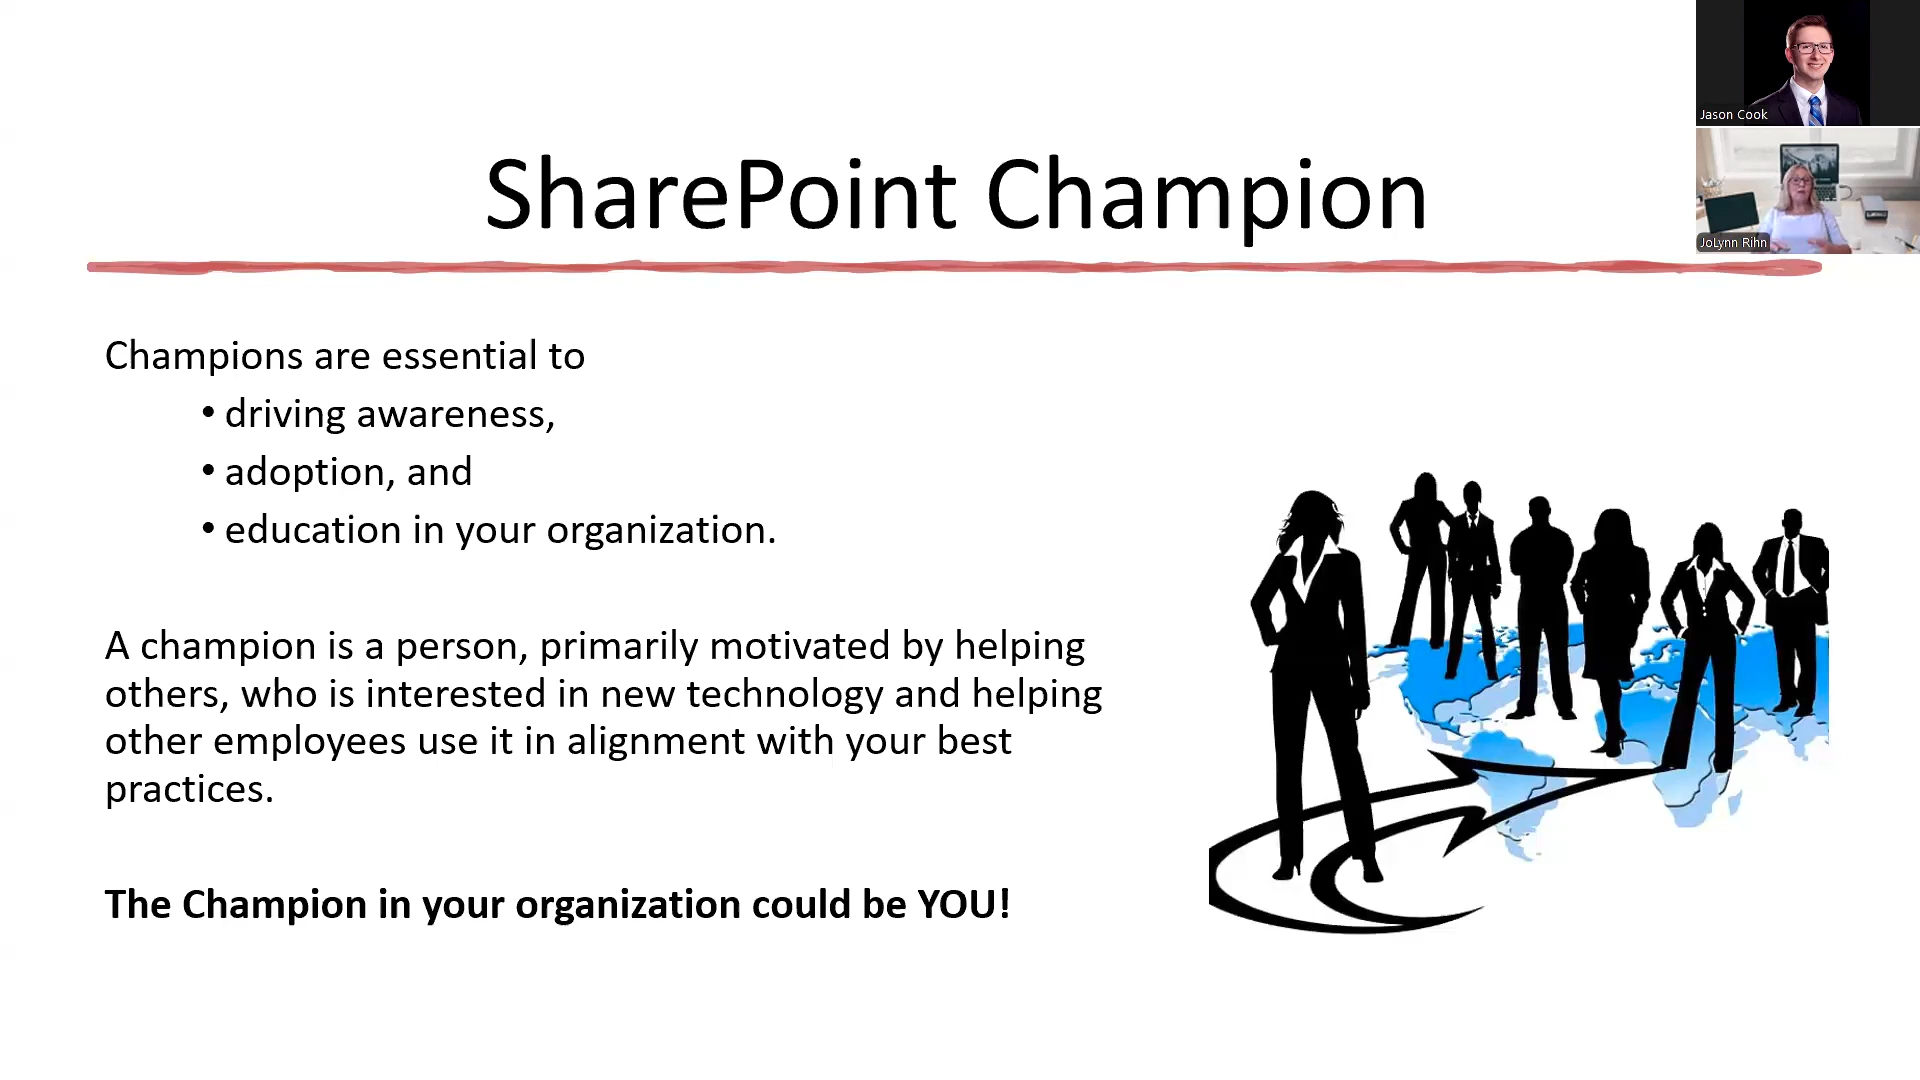 Jason Cook
SharePoint Champion
JoLynn Rihn
Champions are essential to
• driving awareness,
• adoption, and
• education in your organization.
A champion is a person, primarily motivated by helping
others, who is interested in new technology and helping
other employees use it in alignment with your best
practices.
The Champion in your organization could be YOU!